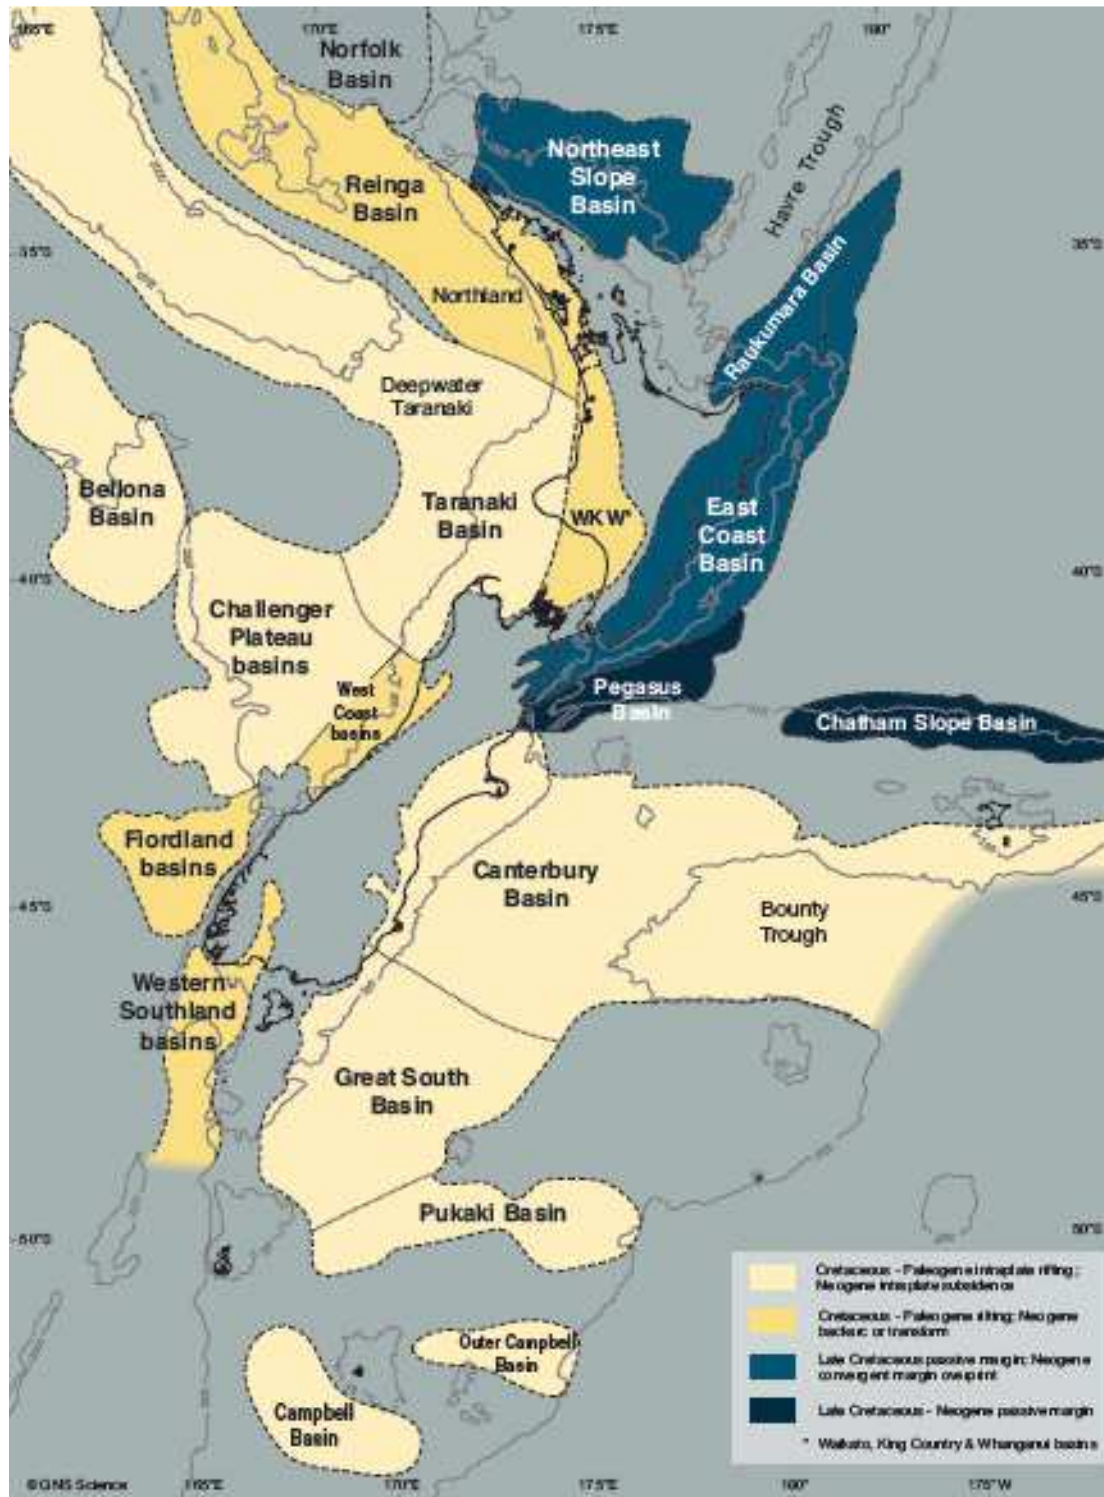 165°E
170°E
175°E
180°
Norfolk
Basin
Northeast
Slope
Basin
Havre Trough
Reinga
Basin
35°S
35°S
Raukumara Basin
Northland
Deepwater
Taranaki
Bellona
Basin
Taranaki
Basin
WKW*
East
Coast
Basin
40°S
40°S
Challenger
Plateau
basins
West
Coast
basins
Pegasus
Basin
Chatham Slope Basin
Fiordland
basins
Canterbury
Basin
45°S
45°S
Bounty
Trough
Western
Southland
basins
Great South
Basin
Pukaki Basin
50°S
50°S
Outer Campbell
Basin
Campbell
Basin
Cretaceous - Paleogene intraplate rifting;
Neogene intraplate subsidence
Cretaceous - Paleogene rifting; Neogene
backarc or transform
Late Cretaceous passive margin; Neogene
convergent margin overprint
Late Cretaceous - Neogene passive margin
* Waikato, King Country & Whanganui basins
© GNS Science
165°E
170°E
175°E
180°
175°W